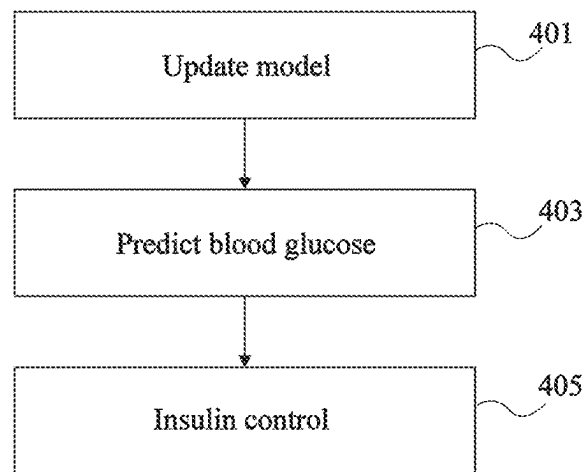 401
Update model
403
Predict blood glucose
405
Insulin control